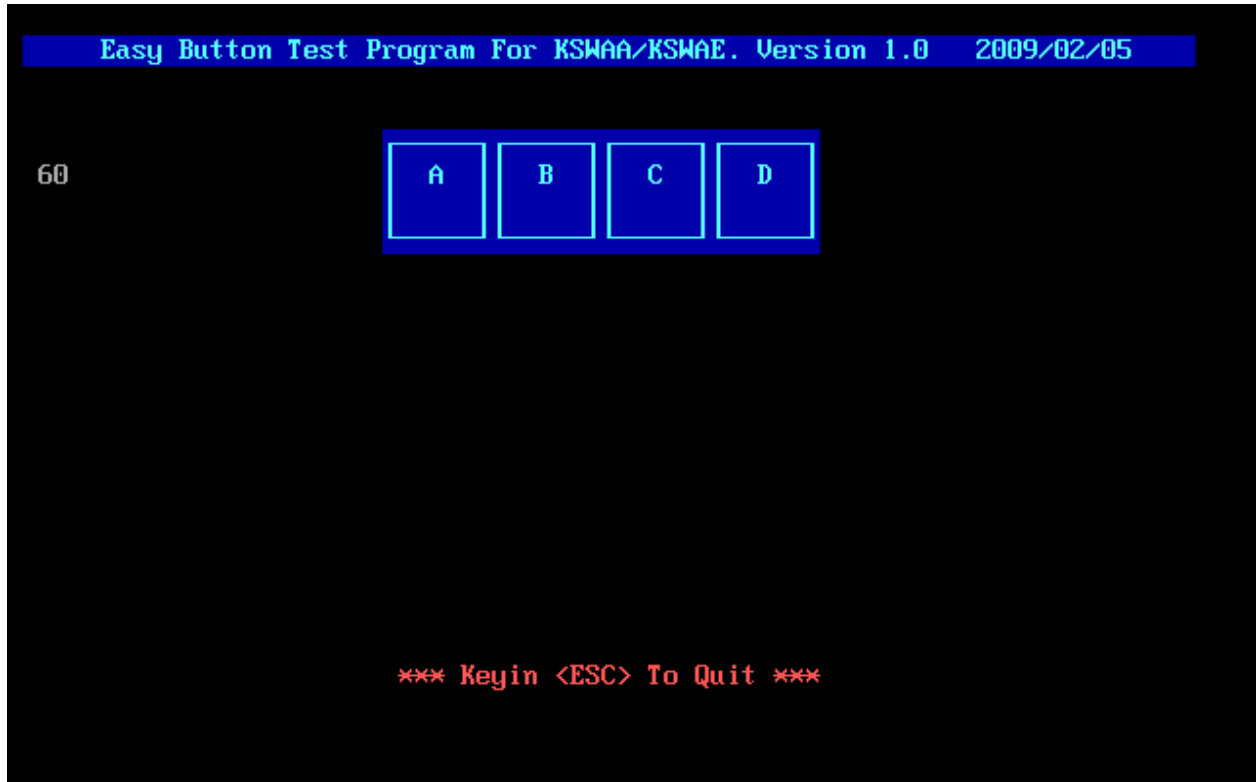 Easy Button Test Program For KSWAA/KSWAE. Version 1.0 2009/02/05
60 A B C D
*** Keyin <ESC> To Quit ***